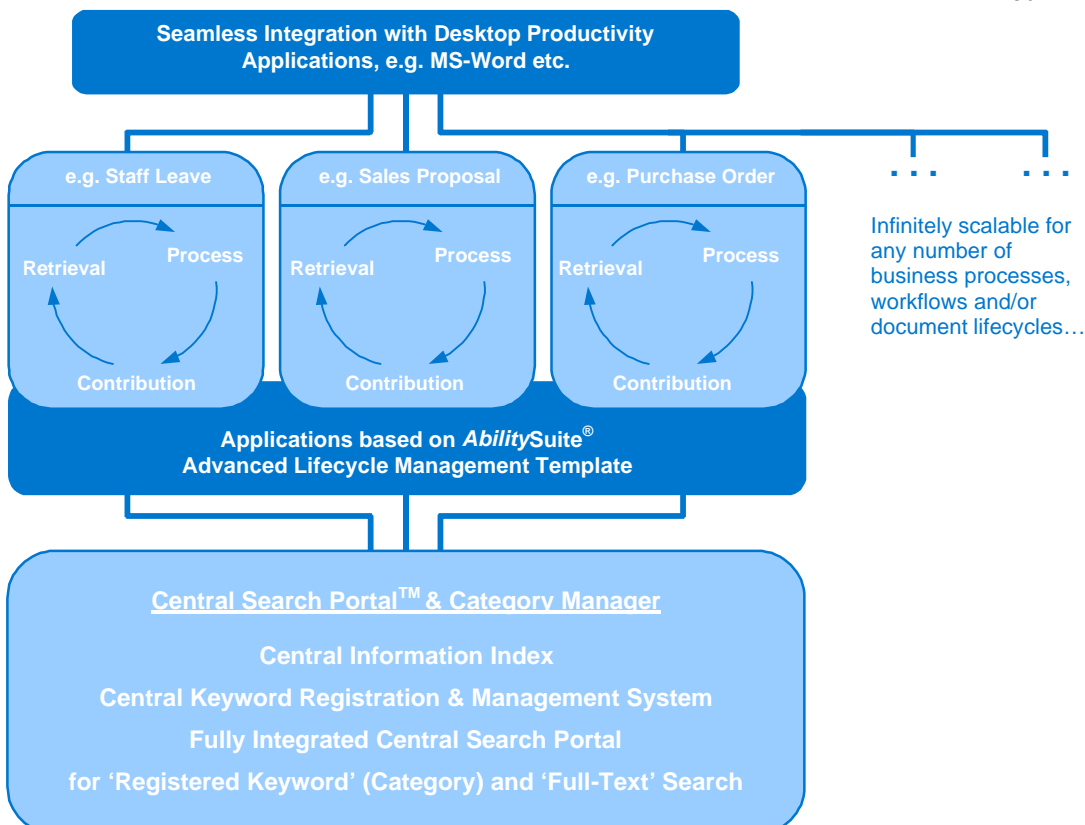 Seamless Integration with Desktop Productivity
Applications, e.g. MS-Word etc.
e.g. Staff Leave
Retrieval
Process
Contribution
e.g. Sales Proposal
Retrieval
Process
Contribution
e.g. Purchase Order
Retrieval
Process
Contribution
... ...
Infinitely scalable for
any number of
business processes,
workflows and/or
document lifecycles…
Applications based on AbilitySuite®
Advanced Lifecycle Management Template
Central Search Portal™ & Category Manager
Central Information Index
Central Keyword Registration & Management System
Fully Integrated Central Search Portal
for ‘Registered Keyword’ (Category) and ‘Full-Text’ Search